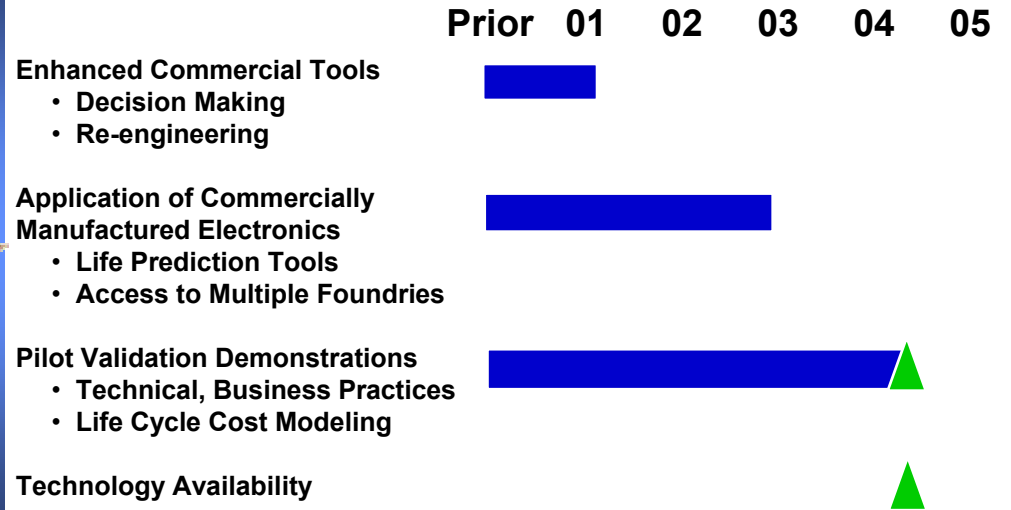 Prior 01 02 03 04 05
Enhanced Commercial Tools
• Decision Making
• Re-engineering
Application of Commercially
Manufactured Electronics
• Life Prediction Tools
• Access to Multiple Foundries
Pilot Validation Demonstrations
• Technical, Business Practices
• Life Cycle Cost Modeling
Technology Availability